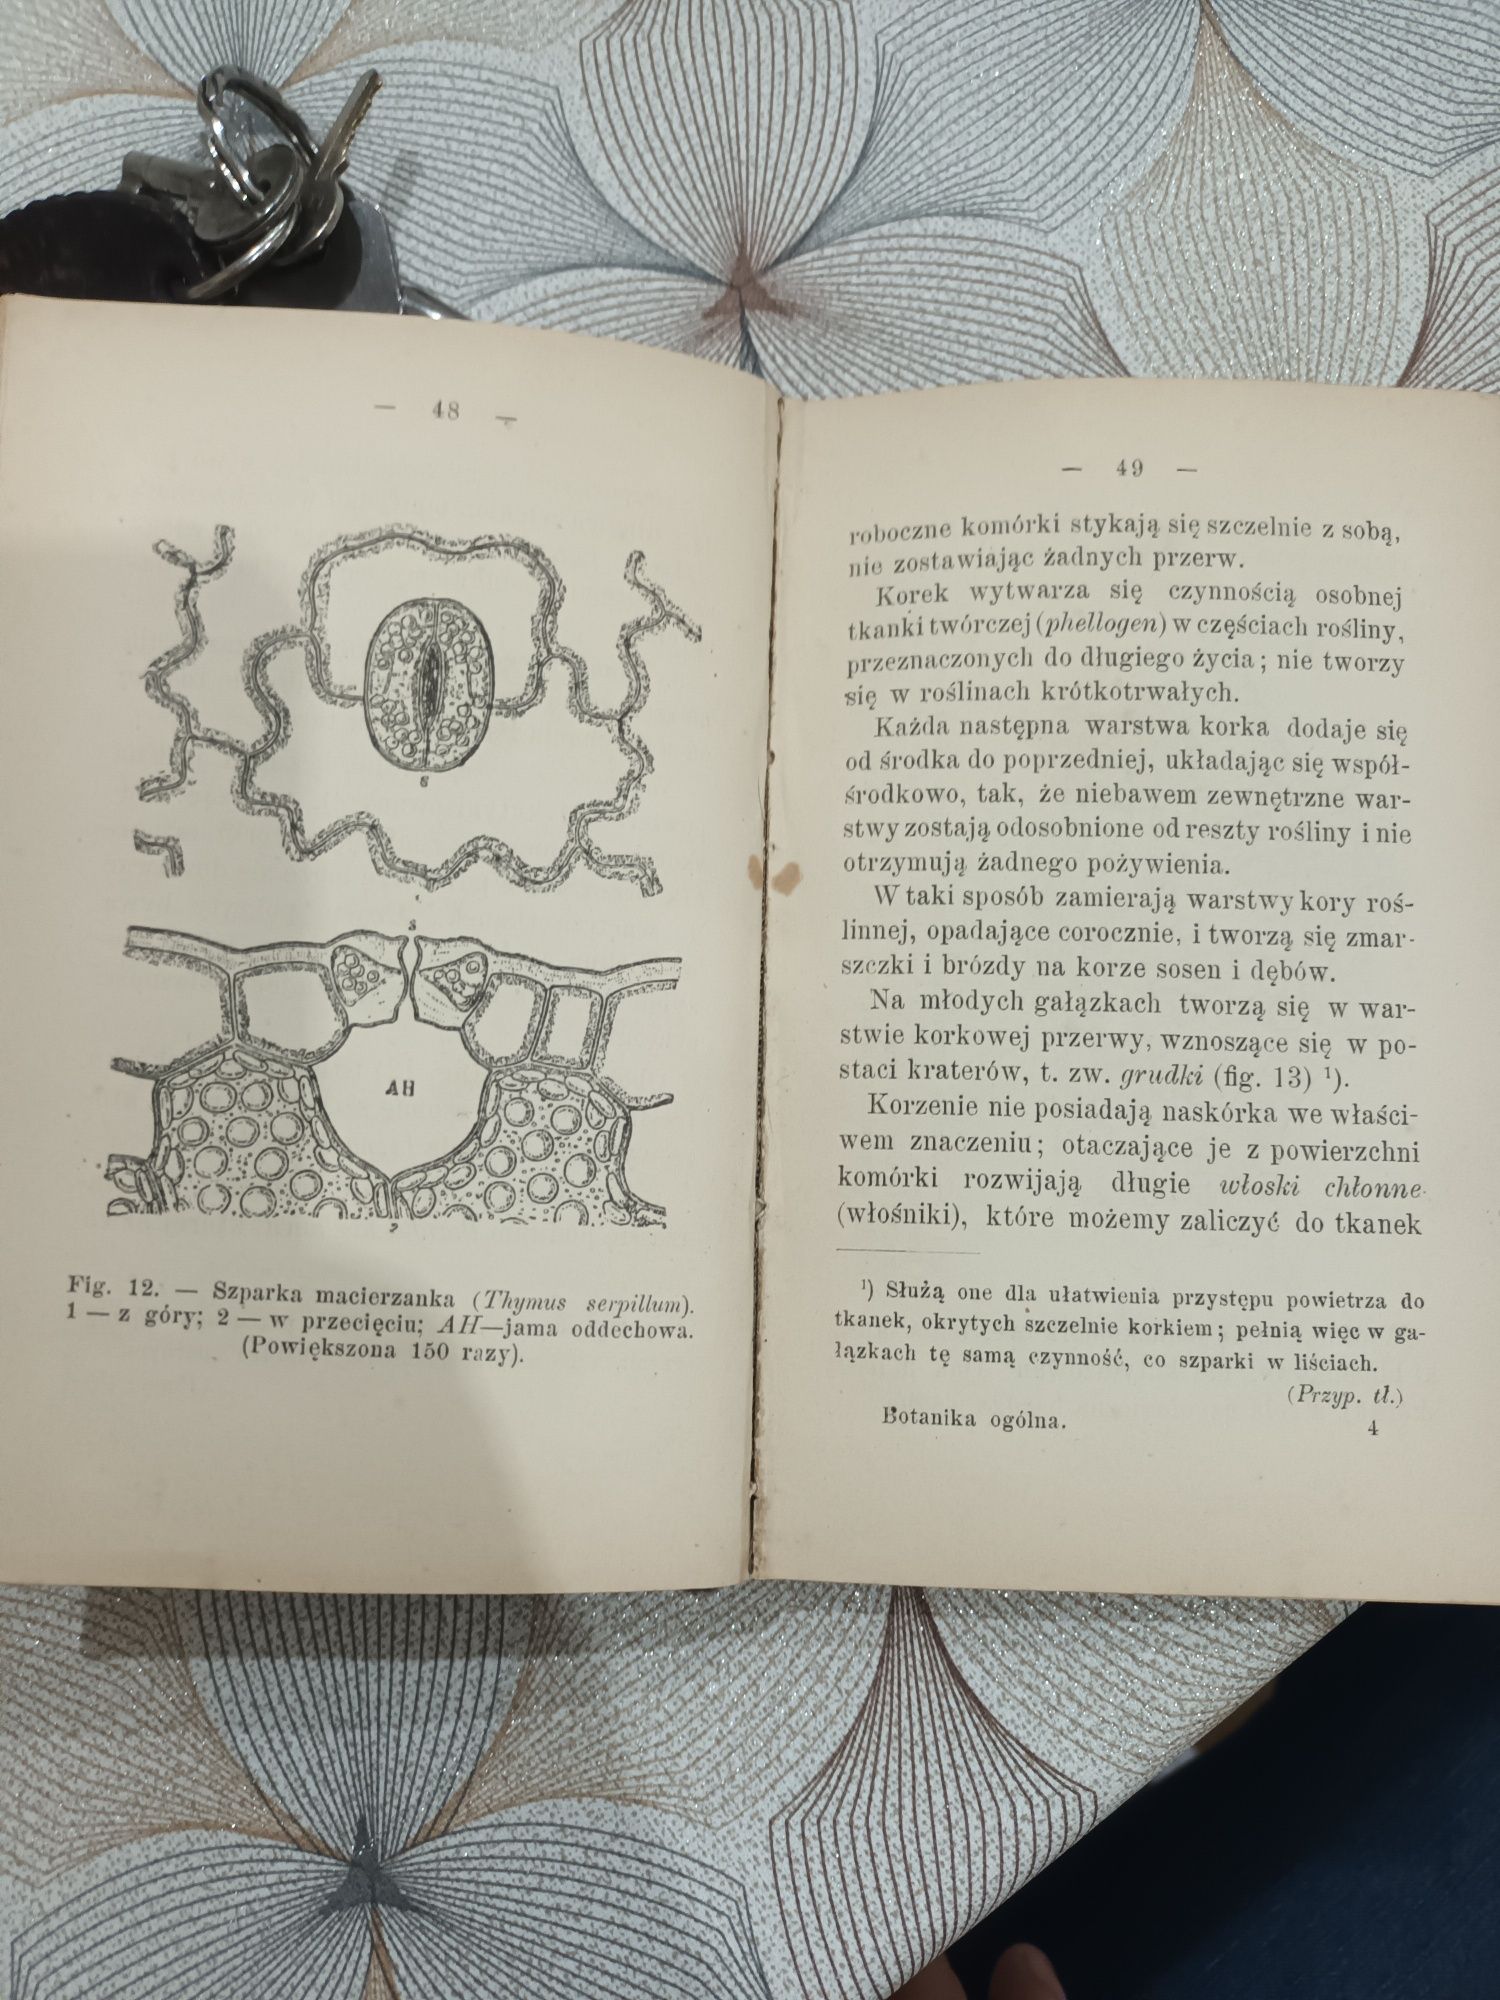 — 48 —
6
1
3
AH
2
Fig. 12. — Szparka macierzanka (Thymus serpillum).
1 — z góry; 2 — w przecięciu; AH—jama oddechowa.
(Powiększona 150 razy).
— 49 —
roboczne komórki stykają się szczelnie z sobą,
nie zostawiając żadnych przerw.
Korek wytwarza się czynnością osobnej
tkanki twórczej (phellogen) w częściach rośliny,
przeznaczonych do długiego życia; nie tworzy
się w roślinach krótkotrwałych.
Każda następna warstwa korka dodaje się
od środka do poprzedniej, układając się współ-
środkowo, tak, że niebawem zewnętrzne war-
stwy zostają odosobnione od reszty rośliny i nie
otrzymują żadnego pożywienia.
W taki sposób zamierają warstwy kory roś-
linnej, opadające corocznie, i tworzą się zmar-
szczki i brózdy na korze sosen i dębów.
Na młodych gałązkach tworzą się w war-
stwie korkowej przerwy, wznoszące się w po-
staci kraterów, t. zw. grudki (fig. 13) ¹).
Korzenie nie posiadają naskórka we właści-
wem znaczeniu; otaczające je z powierzchni
komórki rozwijają długie włoski chłonne
(włośniki), które możemy zaliczyć do tkanek
¹) Służą one dla ułatwienia przystępu powietrza do
tkanek, okrytych szczelnie korkiem; pełnią więc w ga-
łązkach tę samą czynność, co szparki w liściach.
(Przyp. tł.)
Botanika ogólna. 4